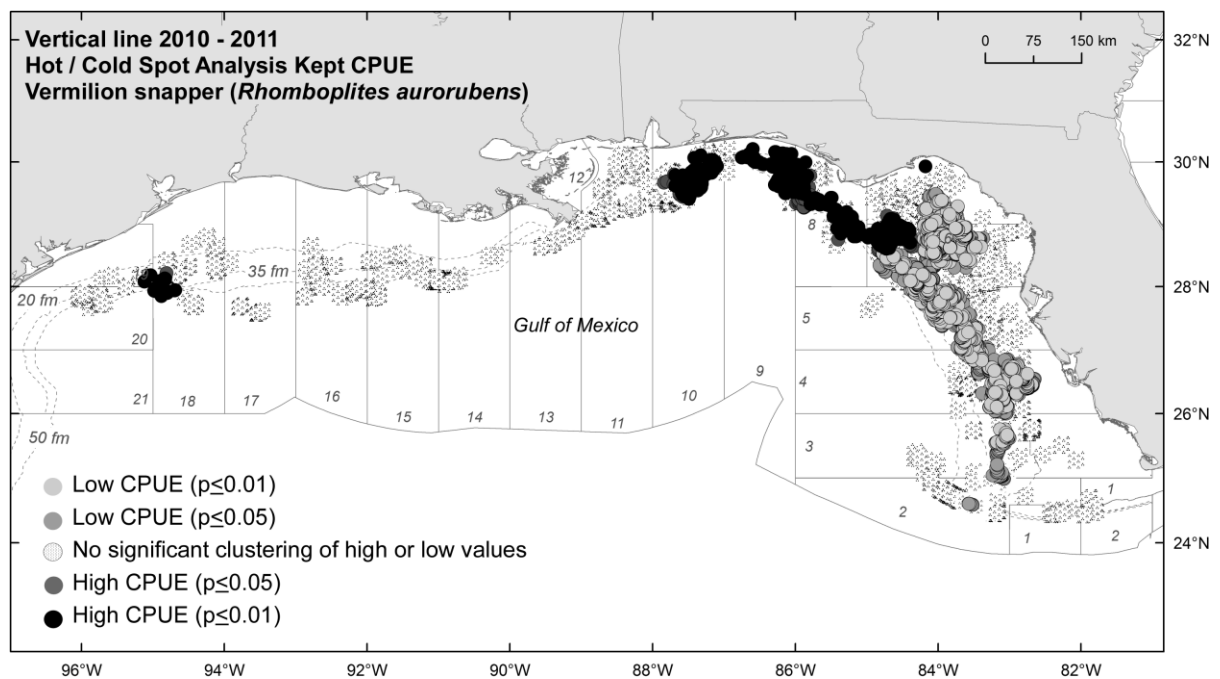 Vertical line 2010 - 2011
Hot / Cold Spot Analysis Kept CPUE
Vermilion snapper (Rhomboplites aurorubens)
0 75 150 km
32°N
30°N
28°N
26°N
24°N
12
8
35 fm
20 fm
Gulf of Mexico
5
20
9
4
10
21
18
17
16
15
14
13
11
50 fm
3
1
2
1
2
Low CPUE (p≤0.01)
Low CPUE (p≤0.05)
No significant clustering of high or low values
High CPUE (p≤0.05)
High CPUE (p≤0.01)
96°W
94°W
92°W
90°W
88°W
86°W
84°W
82°W